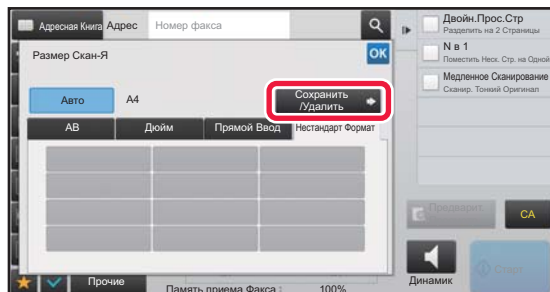 Адресная Книга
Адрес
Номер факса
Размер Скан-Я
OK
Авто
A4
Сохранить
/Удалить
AB
Дюйм
Прямой Ввод
Нестандарт Формат
Прочие
Память приема Факса :
100%
Двойн.Прос.Стр
Разделить на 2 Страницы
N в 1
Поместить Неск. Стр. на Одной
Медленное Сканирование
Сканир. Тонкий Оригинал
Предварит.
CA
Динамик
Старт